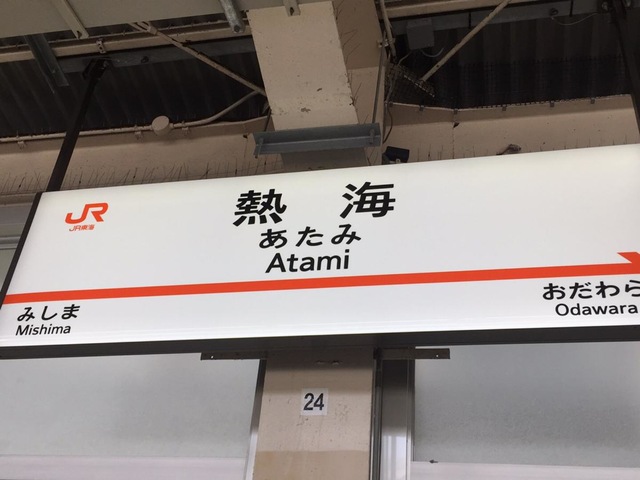 JR
JR東海
熱海
あたみ
Atami
みしま
Mishima
おだわら
Odawara
24